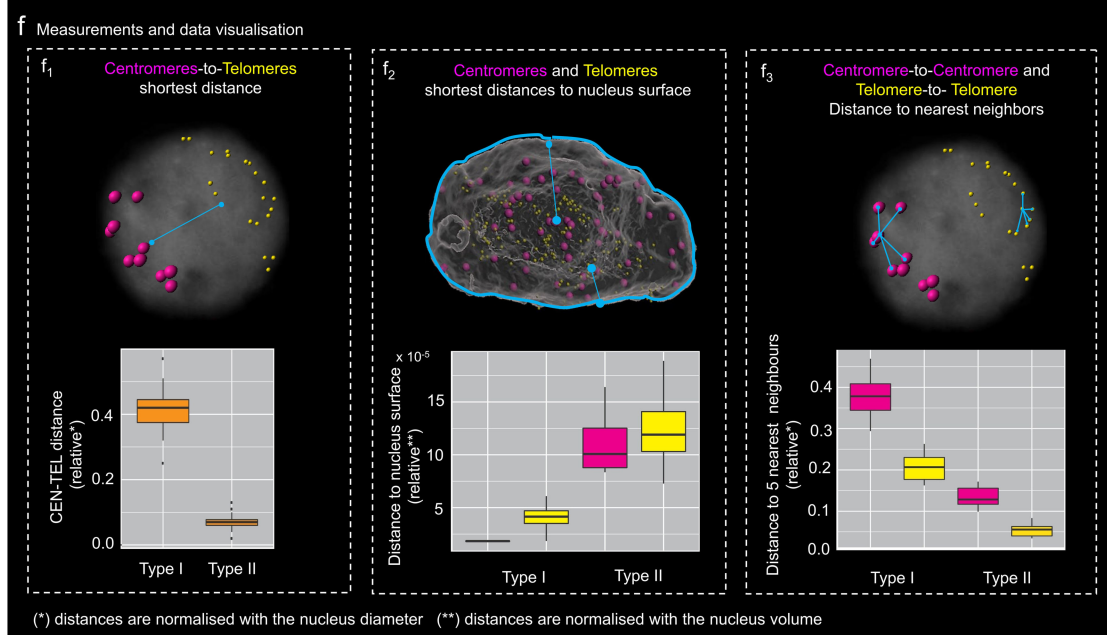 f Measurements and data visualisation
f1
Centromeres-to-Telomeres
shortest distance
CEN-TEL distance
(relative*)
0.4
0.2
0.0
Type I
Type II
f2
Centromeres and Telomeres
shortest distances to nucleus surface
Distance to nucleus surface
(relative**)
x 10-5
15
10
5
Type I
Type II
f3
Centromere-to-Centromere and
Telomere-to- Telomere
Distance to nearest neighbors
Distance to 5 nearest neighbours
(relative*)
0.4
0.3
0.2
0.1
0.0
Type I
Type II
(*) distances are normalised with the nucleus diameter (**) distances are normalised with the nucleus volume